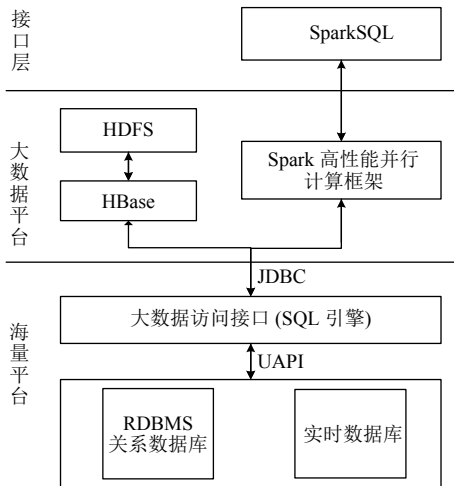 接口层
SparkSQL
大数据平台
HDFS
HBase
Spark 高性能并行
计算框架
JDBC
海量平台
大数据访问接口 (SQL 引擎)
UAPI
RDBMS
关系数据库
实时数据库